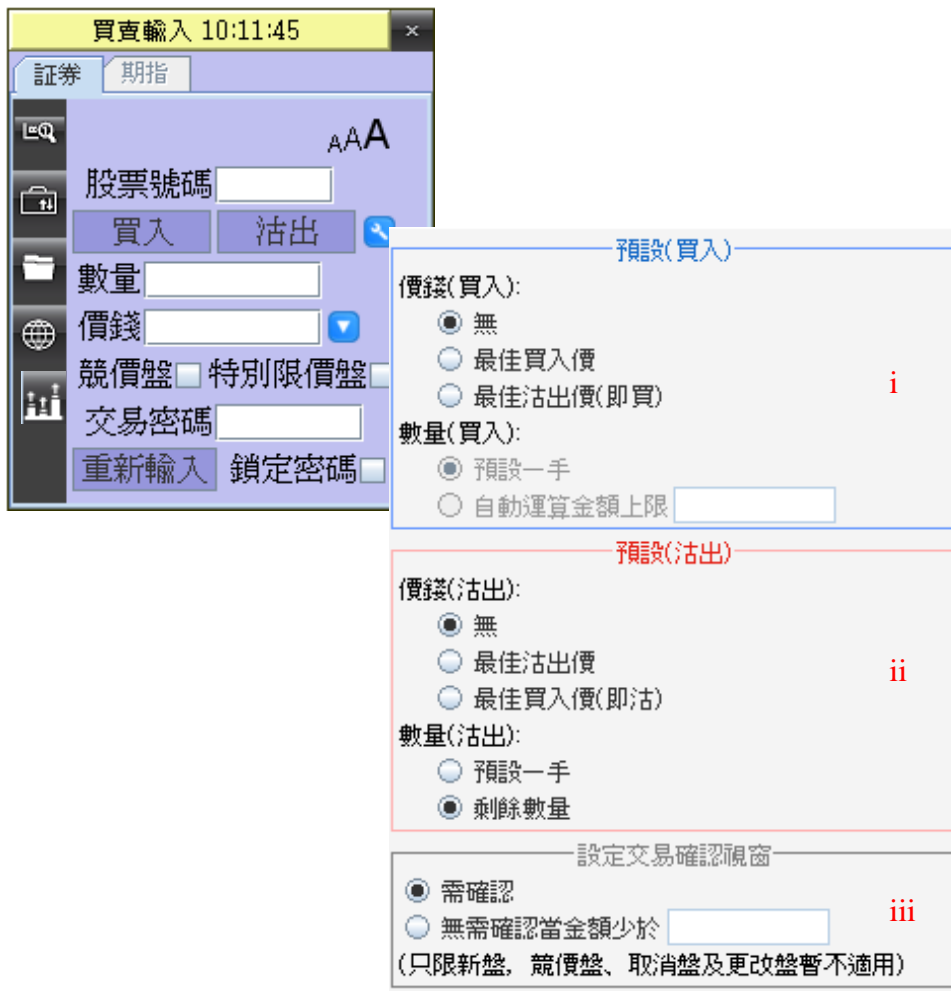 買賣輸入 10:11:45 ×
証券 期指
AAA
股票號碼
買入 沽出
數量
價錢
競價盤 特別限價盤
交易密碼
重新輸入 鎖定密碼
預設(買入)
價錢(買入):
無
最佳買入價
最佳沽出價(即買)
i
數量(買入):
預設一手
自動運算金額上限
預設(沽出)
價錢(沽出):
無
最佳沽出價
最佳買入價(即沽)
ii
數量(沽出):
預設一手
剩餘數量
設定交易確認視窗
需確認
無需確認當金額少於
iii
(只限新盤, 競價盤、取消盤及更改盤暫不適用)